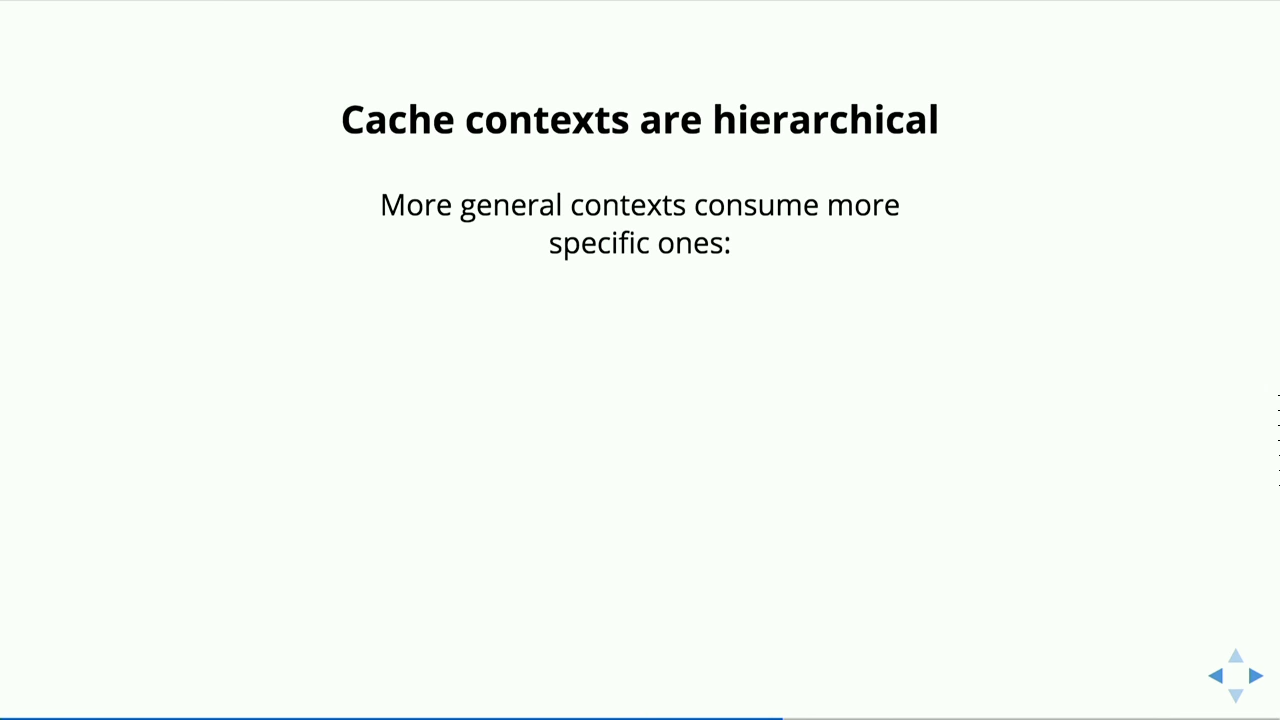 Cache contexts are hierarchical
More general contexts consume more
specific ones: